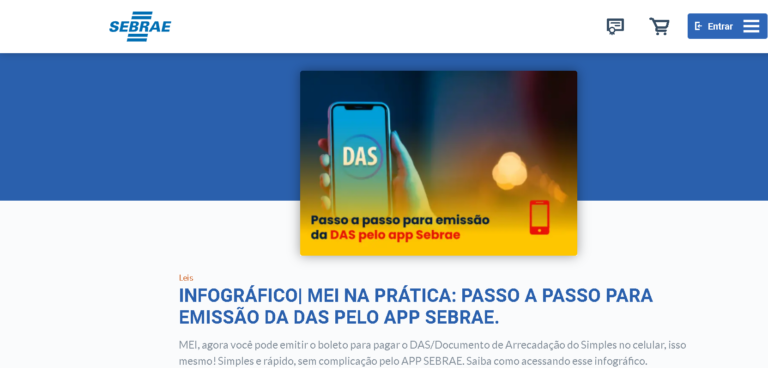 SEBRAE
Entrar
DAS
Passo a passo para emissão
da DAS pelo app Sebrae
Leis
INFOGRÁFICO| MEI NA PRÁTICA: PASSO A PASSO PARA
EMISSÃO DA DAS PELO APP SEBRAE.
MEI, agora você pode emitir o boleto para pagar o DAS/Documento de Arrecadação do Simples no celular, isso
mesmo! Simples e rápido, sem complicação pelo APP SEBRAE. Saiba como acessando esse infográfico.